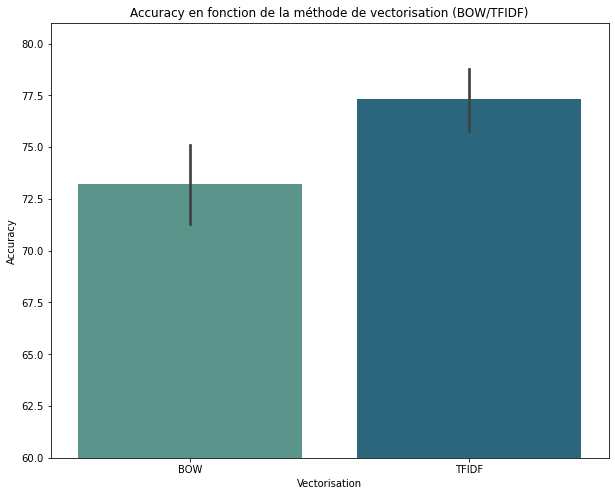 Accuracy en fonction de la méthode de vectorisation (BOW/TFIDF)
80.0
77.5
75.0
72.5
70.0
67.5
65.0
62.5
60.0
Accuracy
BOW
TFIDF
Vectorisation